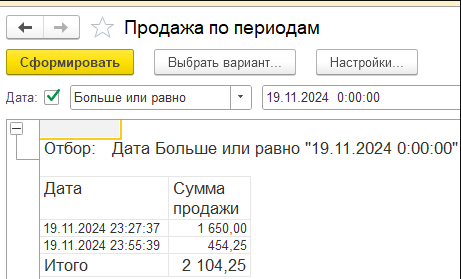 Продажа по периодам
Сформировать Выбрать вариант... Настройки...
Дата: Больше или равно 19.11.2024 0:00:00
Отбор: Дата Больше или равно "19.11.2024 0:00:00"
Дата Сумма продажи
19.11.2024 23:27:37 1 650,00
19.11.2024 23:55:39 454,25
Итого 2 104,25